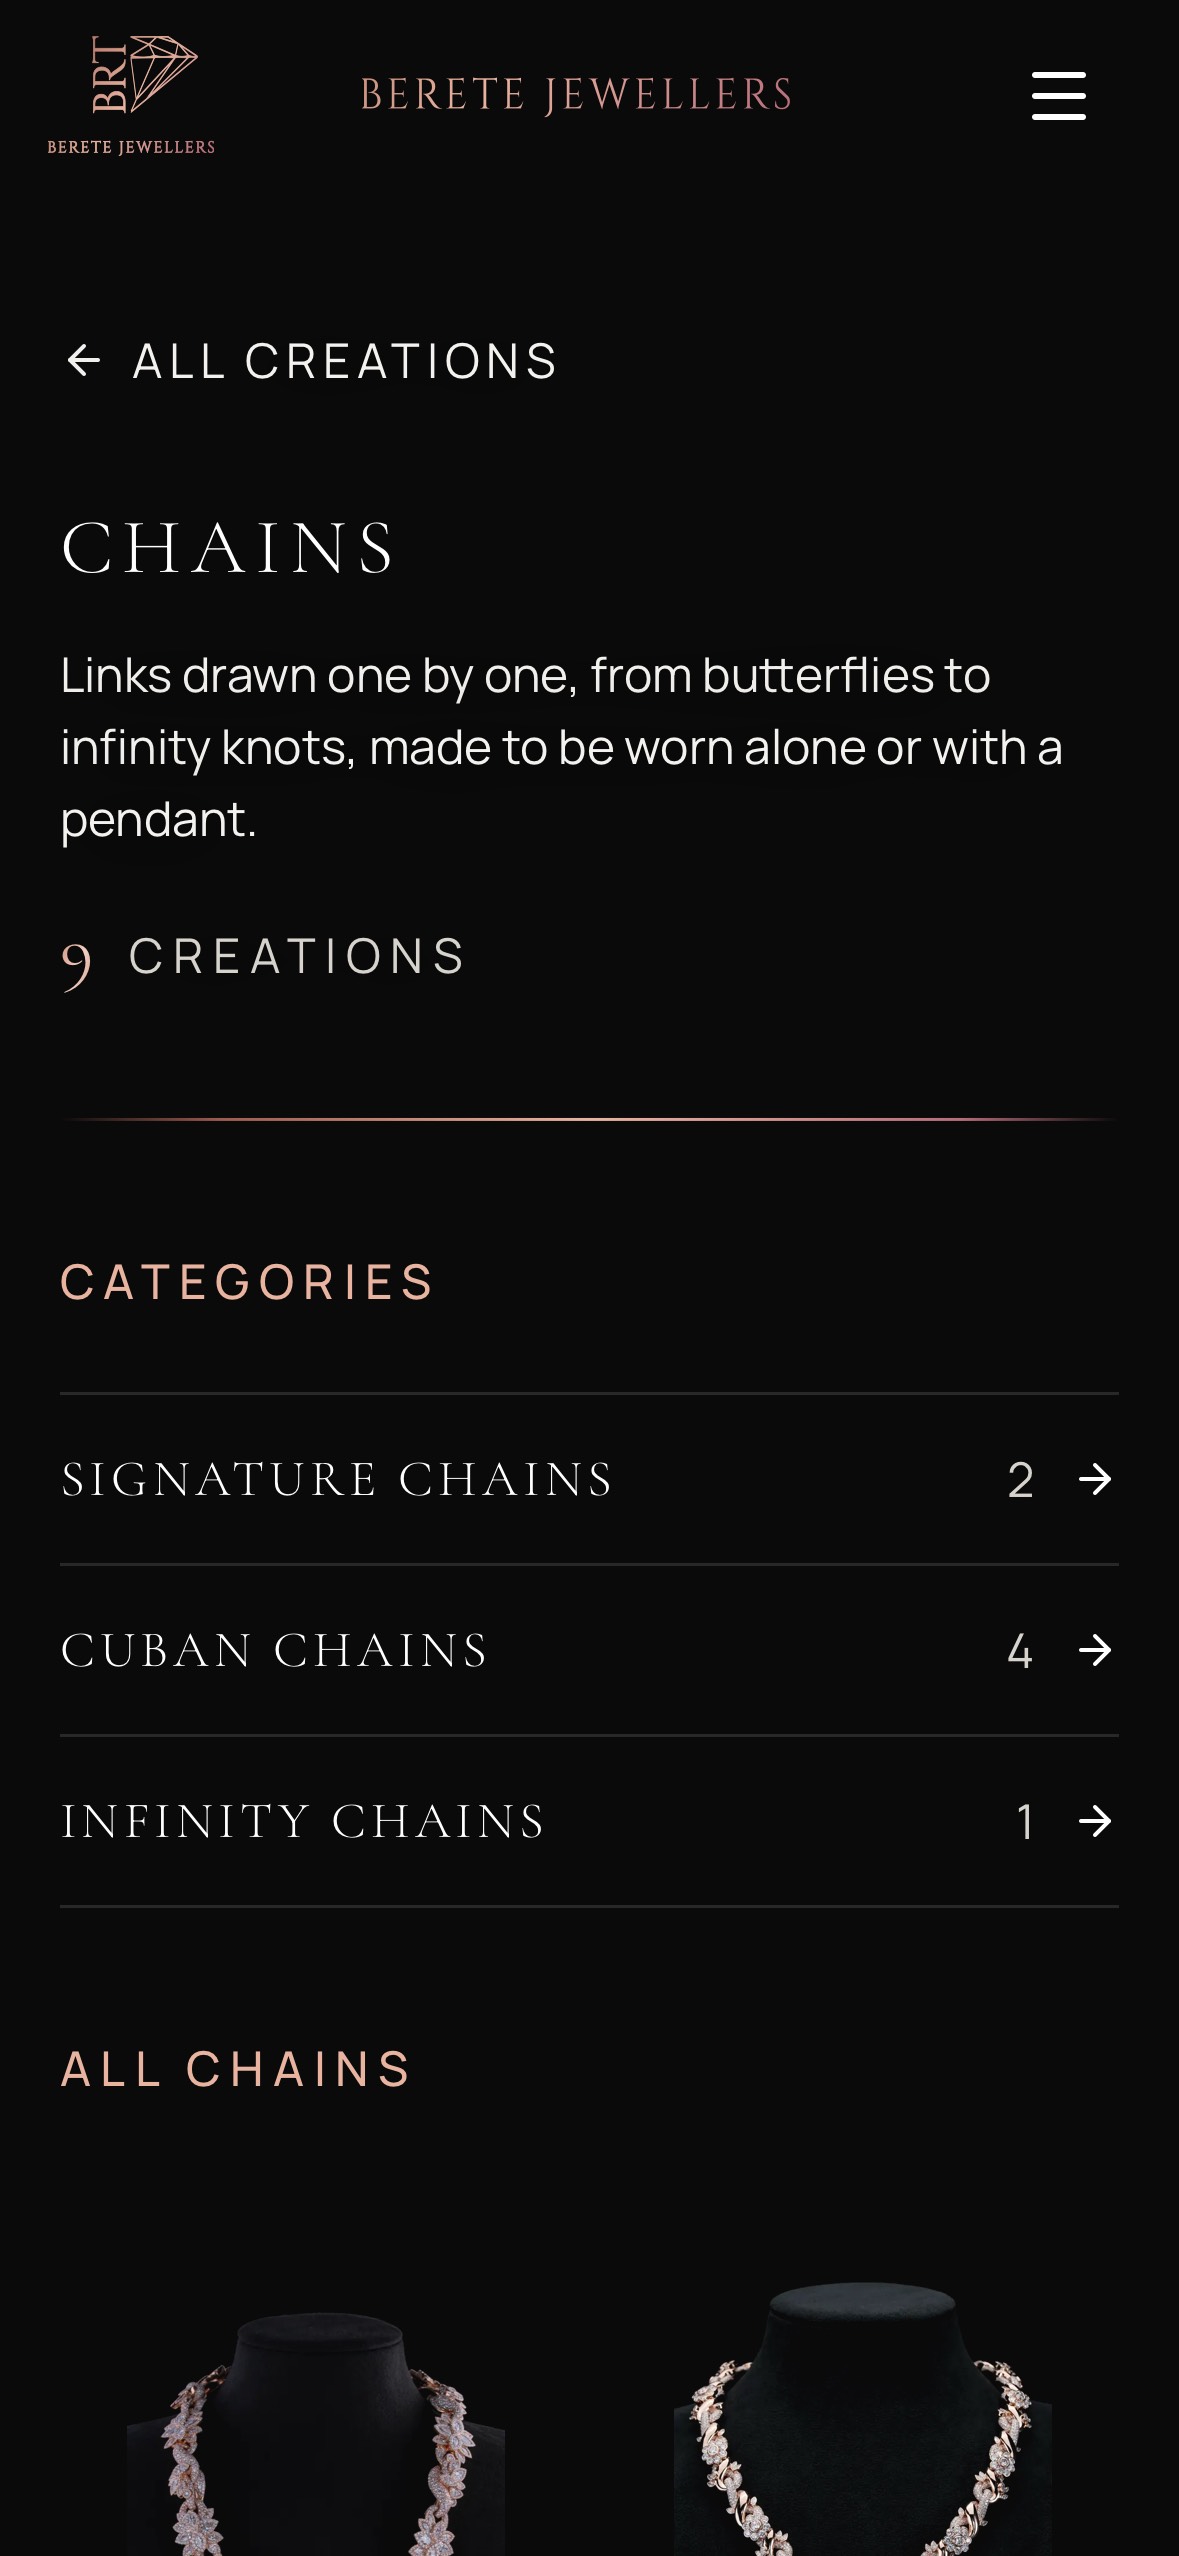 BRT
BERETE JEWELLERS
BERETE JEWELLERS
← ALL CREATIONS
CHAINS
Links drawn one by one, from butterflies to
infinity knots, made to be worn alone or with a
pendant.
9 CREATIONS
CATEGORIES
SIGNATURE CHAINS 2 →
CUBAN CHAINS 4 →
INFINITY CHAINS 1 →
ALL CHAINS